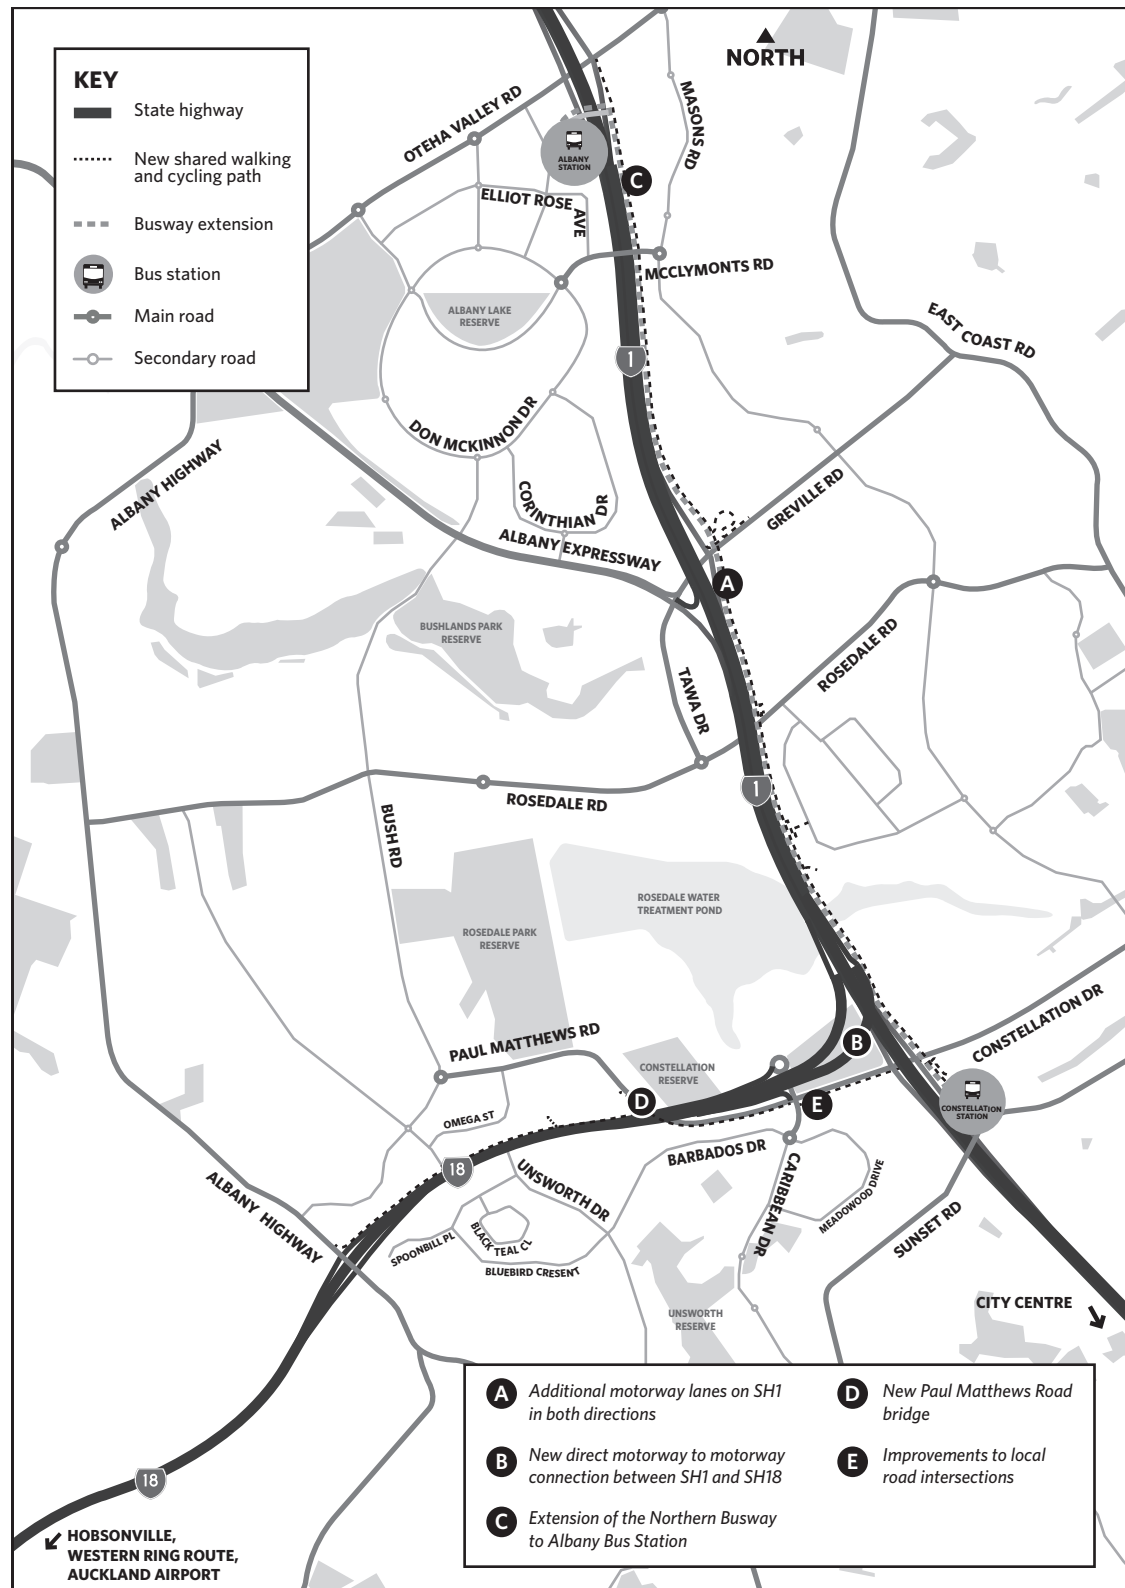 NORTH
KEY
State highway
New shared walking
and cycling path
Busway extension
Bus station
Main road
Secondary road
OTEHA VALLEY RD
MASONS RD
ALBANY
STATION
C
ELLIOT ROSE
AVE
MCCLYMONTS RD
ALBANY LAKE
RESERVE
EAST COAST RD
1
DON MCKINNON DR
ALBANY HIGHWAY
CORINTHIAN DR
GREVILLE RD
ALBANY EXPRESSWAY
A
BUSHLANDS PARK
RESERVE
ROSEDALE RD
TAWA DR
1
ROSEDALE RD
BUSH RD
ROSEDALE WATER
TREATMENT POND
ROSEDALE PARK
RESERVE
CONSTELLATION DR
PAUL MATTHEWS RD
B
CONSTELLATION
RESERVE
CONSTELLATION
STATION
D
E
OMEGA ST
BARBADOS DR
18
UNSWORTH DR
CARIBBEAN DR
MEADOWOOD DRIVE
ALBANY HIGHWAY
SUNSET RD
SPOONBILL PL
BLACK TEAL CL
BLUEBIRD CRESENT
CITY CENTRE
UNSWORTH
RESERVE
A
Additional motorway lanes on SH1
in both directions
B
New direct motorway to motorway
connection between SH1 and SH18
C
Extension of the Northern Busway
to Albany Bus Station
D
New Paul Matthews Road
bridge
E
Improvements to local
road intersections
18
HOBSONVILLE,
WESTERN RING ROUTE,
AUCKLAND AIRPORT